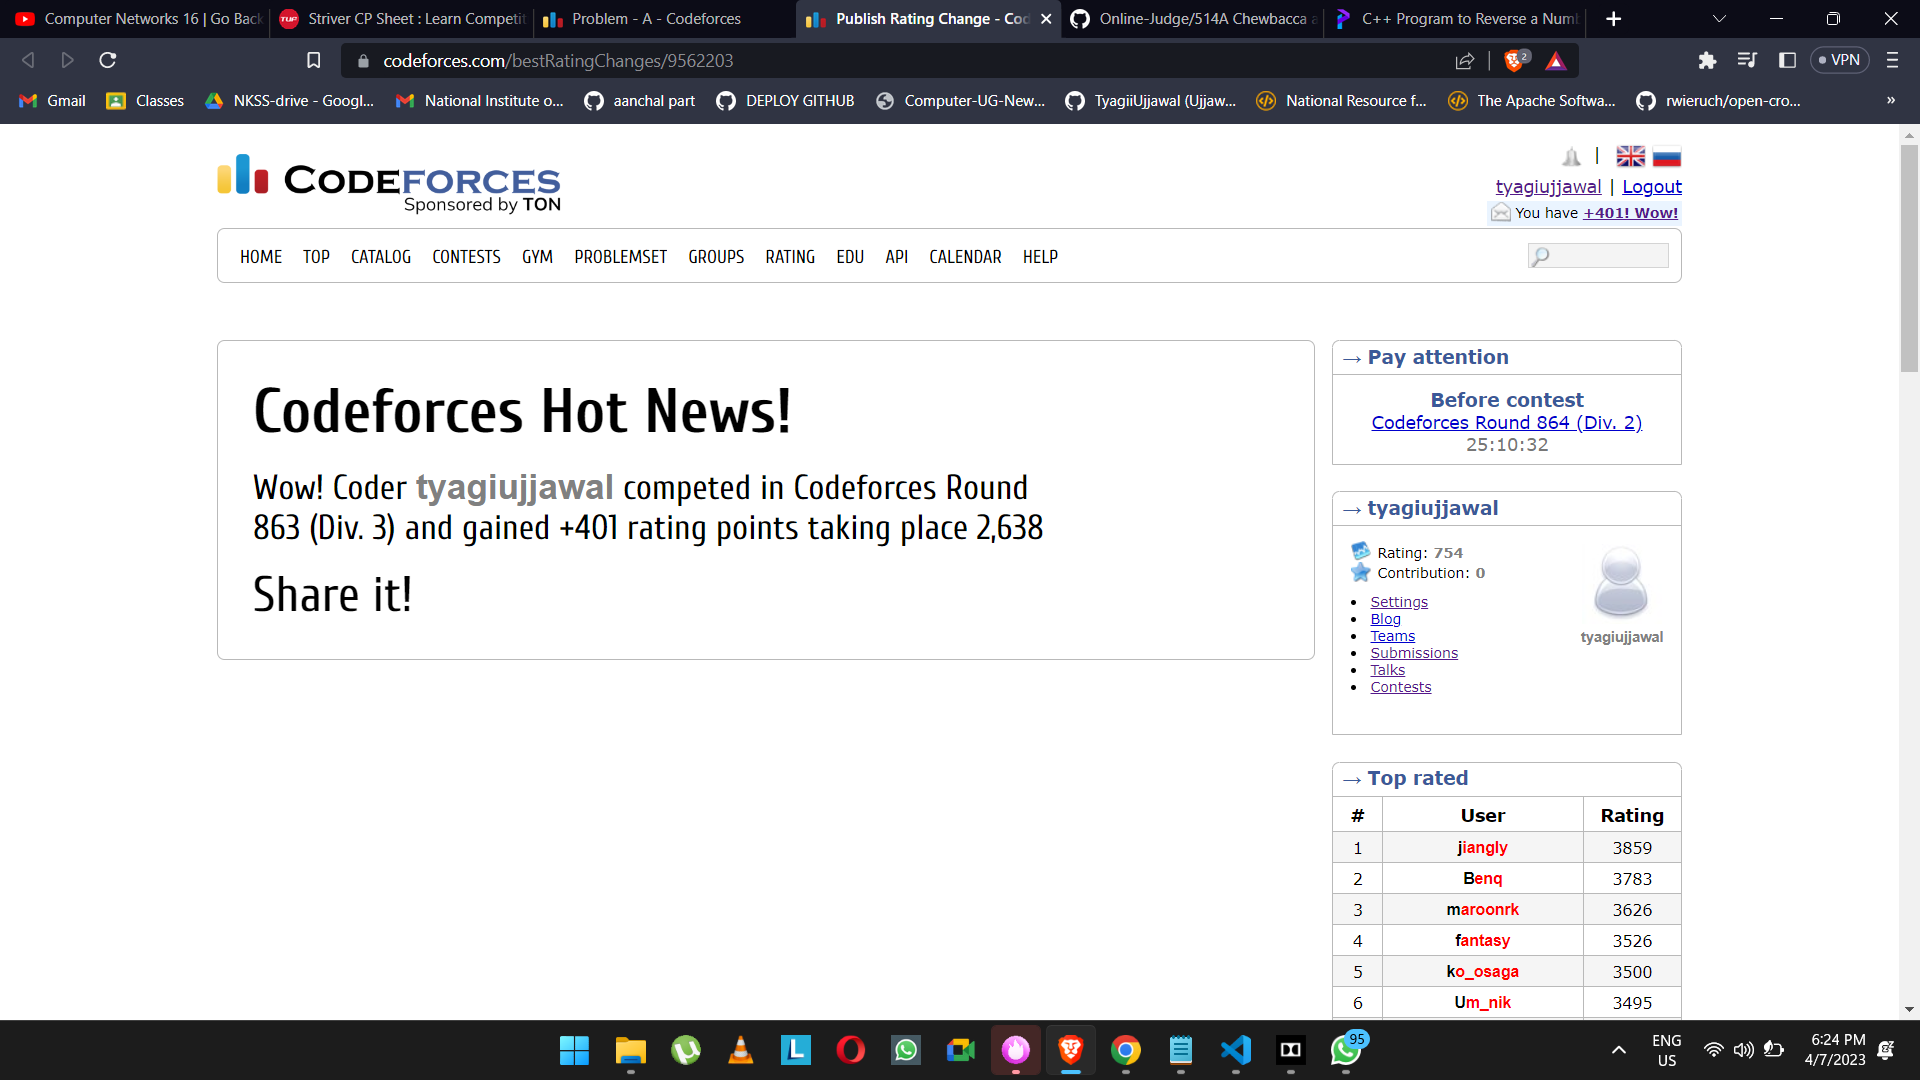 Computer Networks 16 | Go Back
Striver CP Sheet : Learn Competit
Problem - A - Codeforces
Publish Rating Change - Cod
Online-Judge/514A Chewbacca a
C++ Program to Reverse a Numb
codeforces.com/bestRatingChanges/9562203
2
VPN
Gmail
Classes
NKSS-drive - Googl...
National Institute o...
aanchal part
DEPLOY GITHUB
Computer-UG-New...
TyagiiUjjawal (Ujjaw...
National Resource f...
The Apache Softwa...
rwieruch/open-cro...
»
CODEFORCES
Sponsored by TON
|
tyagiujjawal | Logout
You have +401! Wow!
HOME TOP CATALOG CONTESTS GYM PROBLEMSET GROUPS RATING EDU API CALENDAR HELP
Codeforces Hot News!
Wow! Coder tyagiujjawal competed in Codeforces Round
863 (Div. 3) and gained +401 rating points taking place 2,638
Share it!
→ Pay attention
Before contest
Codeforces Round 864 (Div. 2)
25:10:32
→ tyagiujjawal
Rating: 754
Contribution: 0
• Settings
• Blog
• Teams
• Submissions
• Talks
• Contests
tyagiujjawal
→ Top rated
# User Rating
1 jiangly 3859
2 Benq 3783
3 maroonrk 3626
4 fantasy 3526
5 ko_osaga 3500
6 Um_nik 3495
L
95
ENG
US
6:24 PM
4/7/2023